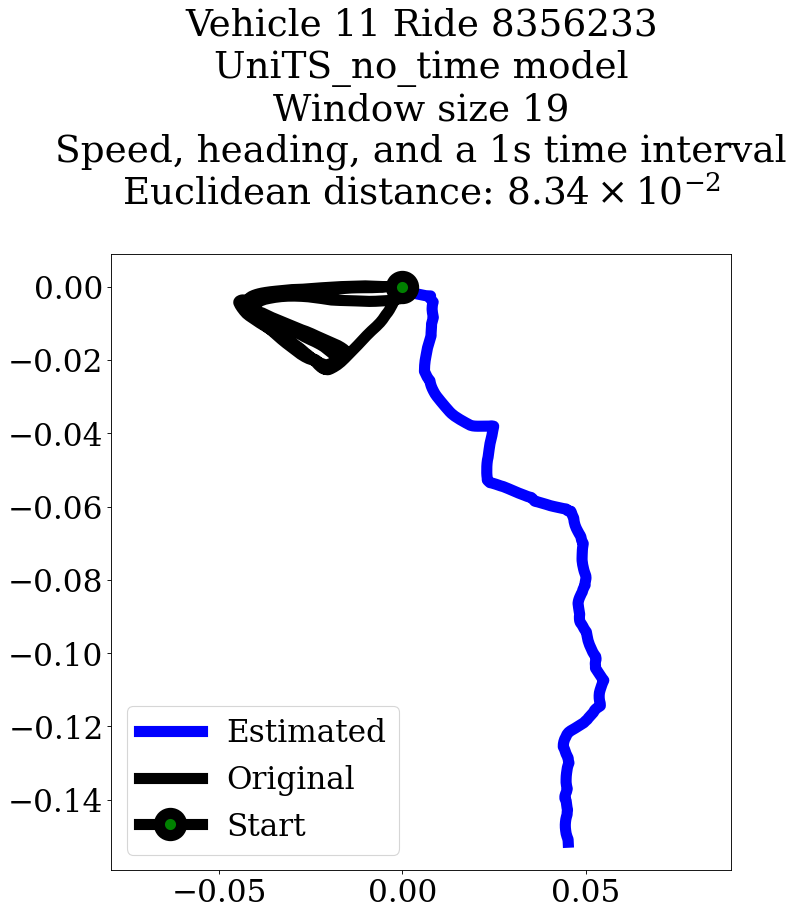 Vehicle 11 Ride 8356233
UniTS_no_time model
Window size 19
Speed, heading, and a 1s time interval
Euclidean distance: 8.34 × 10⁻²
0.00
−0.02
−0.04
−0.06
−0.08
−0.10
−0.12
−0.14
Estimated
Original
Start
−0.05 0.00 0.05